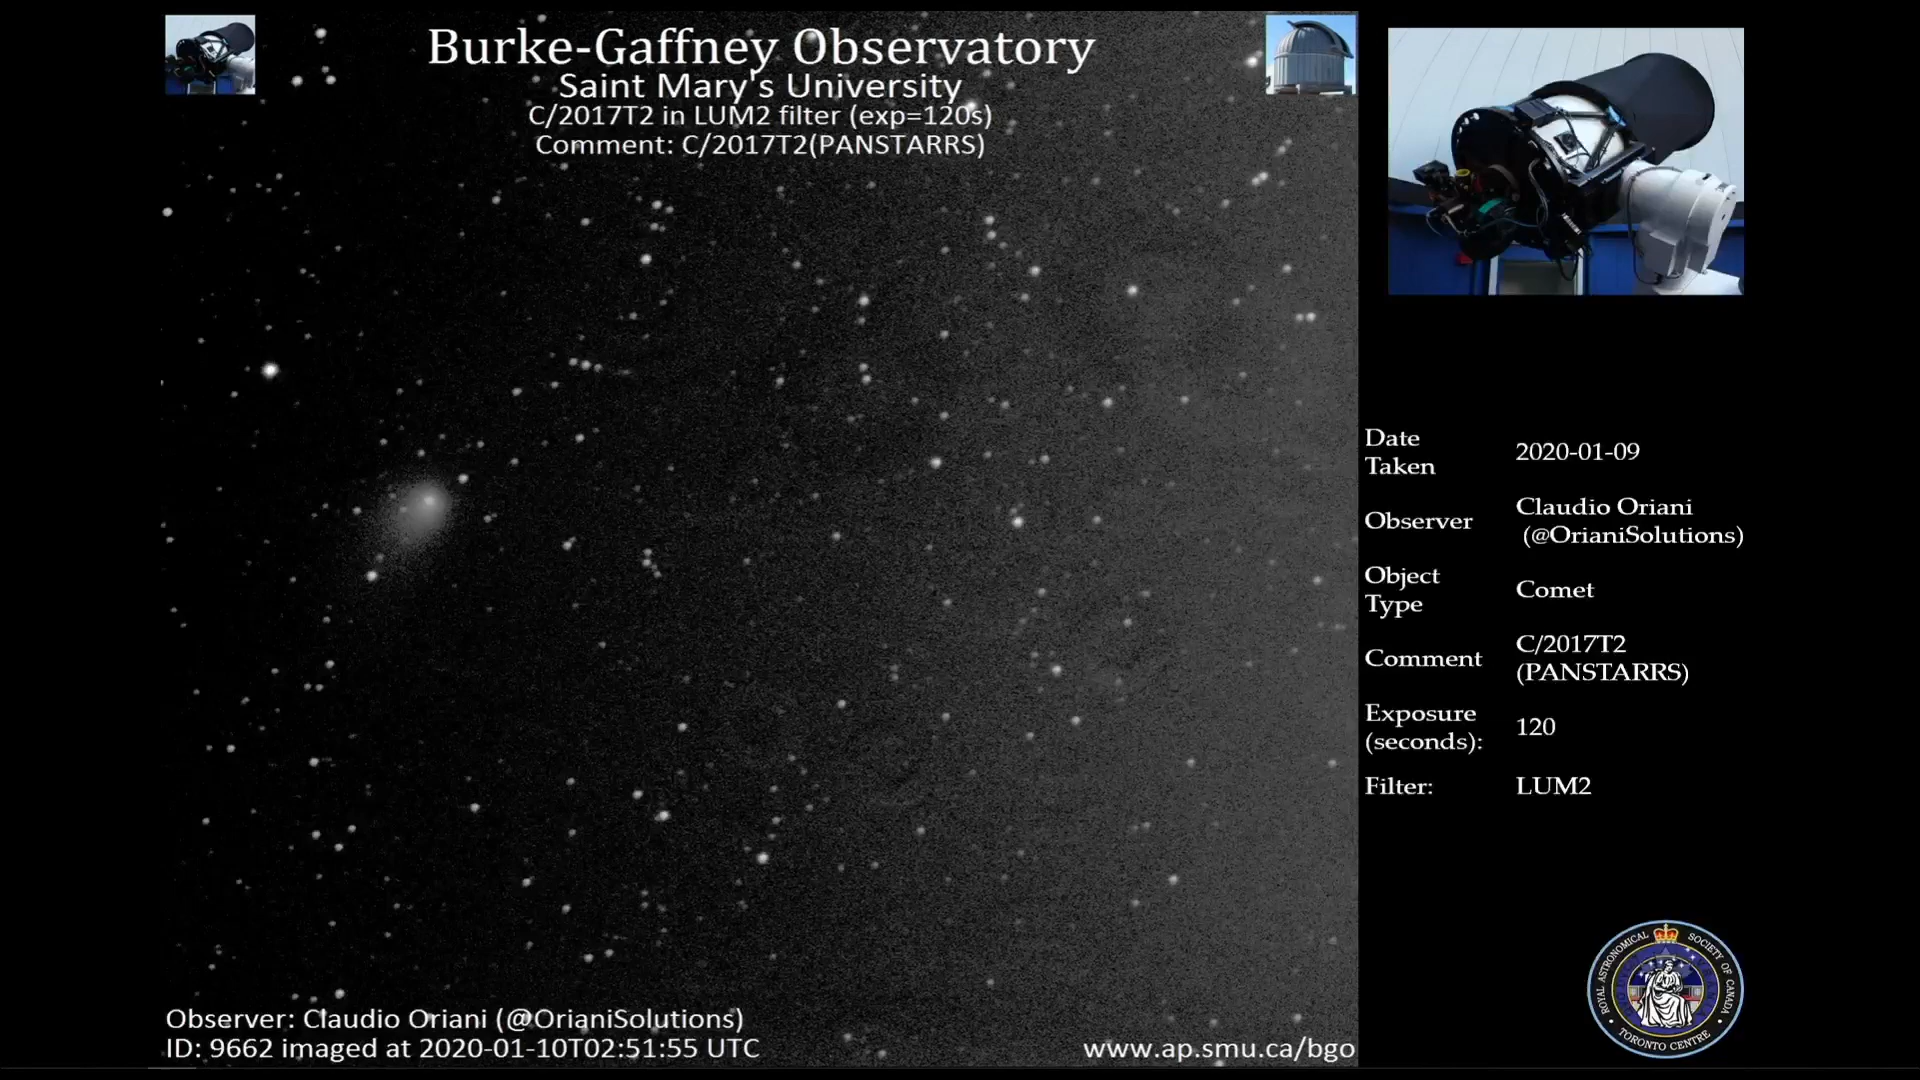 Burke-Gaffney Observatory
Saint Mary's University
C/2017T2 in LUM2 filter (exp=120s)
Comment: C/2017T2(PANSTARRS)
Date Taken 2020-01-09
Observer Claudio Oriani (@OrianiSolutions)
Object Type Comet
Comment C/2017T2 (PANSTARRS)
Exposure (seconds): 120
Filter: LUM2
Observer: Claudio Oriani (@OrianiSolutions)
ID: 9662 imaged at 2020-01-10T02:51:55 UTC
www.ap.smu.ca/bgo
ROYAL ASTRONOMICAL SOCIETY OF CANADA
• TORONTO CENTRE •